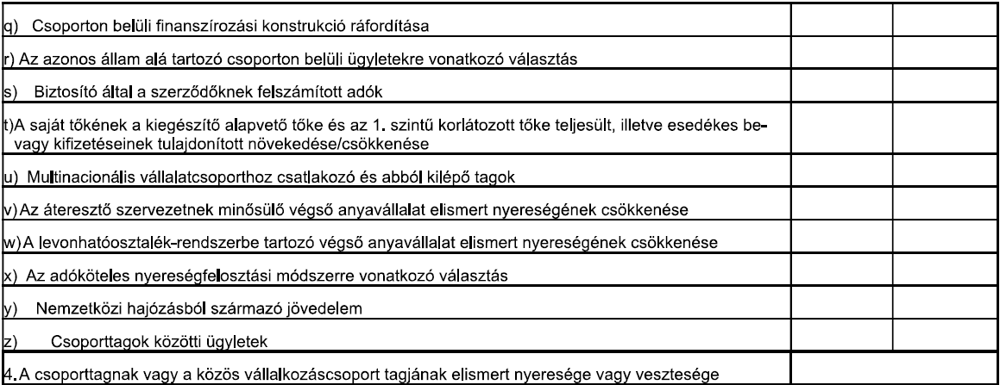 q) Csoporton belüli finanszírozási konstrukció ráfordítása
r) Az azonos állam alá tartozó csoporton belüli ügyletekre vonatkozó választás
s) Biztosító által a szerződőknek felszámított adók
t)A saját tőkének a kiegészítő alapvető tőke és az 1. szintű korlátozott tőke teljesült, illetve esedékes be-
vagy kifizetéseinek tulajdonított növekedése/csökkenése
u) Multinacionális vállalatcsoporthoz csatlakozó és abból kilépő tagok
v)Az áteresztő szervezetnek minősülő végső anyavállalat elismert nyereségének csökkenése
w)A levonhatóosztalék-rendszerbe tartozó végső anyavállalat elismert nyereségének csökkenése
x) Az adóköteles nyereségfelosztási módszerre vonatkozó választás
y) Nemzetközi hajózásból származó jövedelem
z) Csoporttagok közötti ügyletek
4.A csoporttagnak vagy a közös vállalkozáscsoport tagjának elismert nyeresége vagy vesztesége